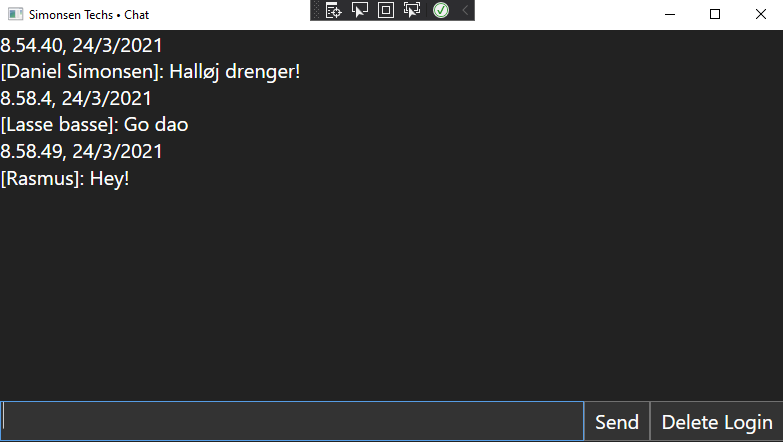 Simonsen Techs • Chat
8.54.40, 24/3/2021
[Daniel Simonsen]: Halløj drenger!
8.58.4, 24/3/2021
[Lasse basse]: Go dao
8.58.49, 24/3/2021
[Rasmus]: Hey!
Send
Delete Login